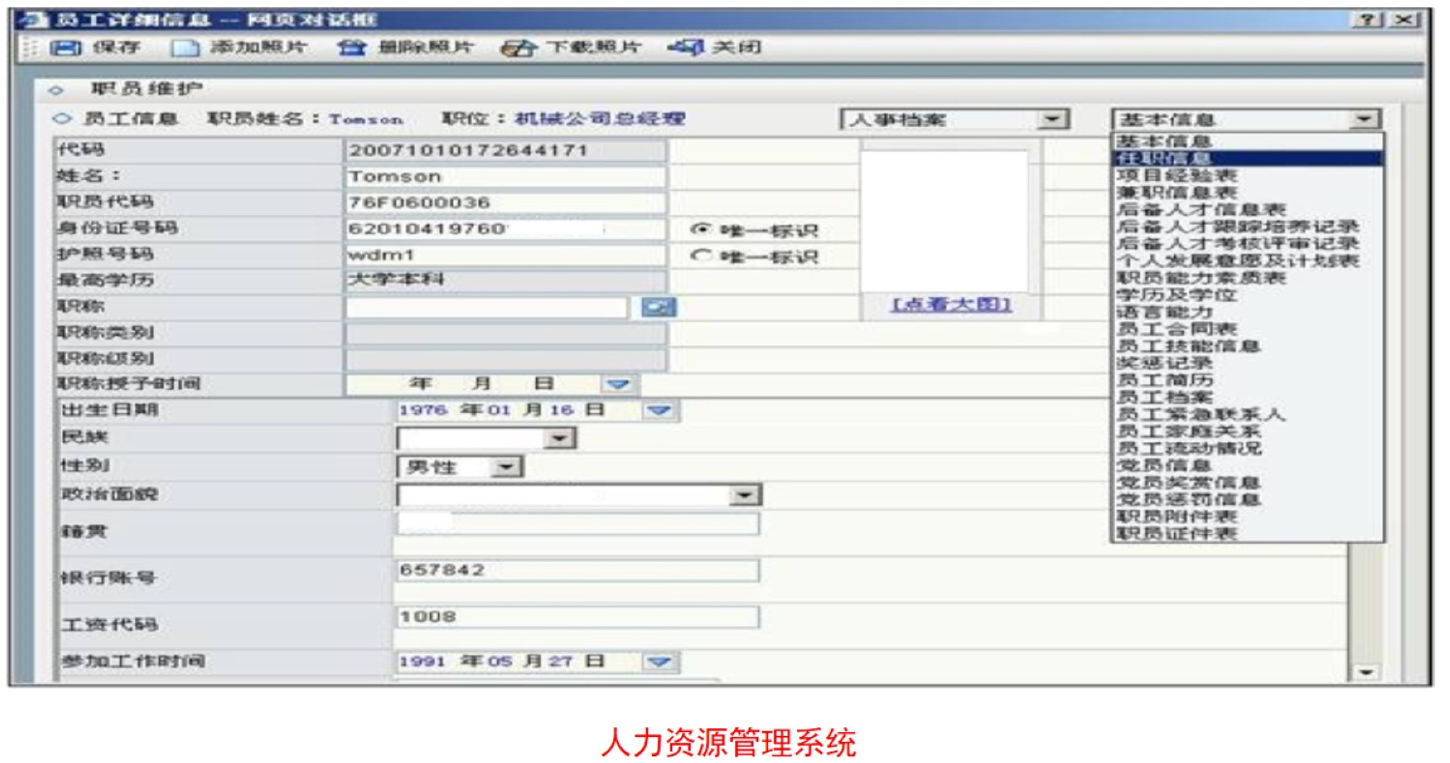 员工详细信息 -- 网页对话框
保存 添加照片 删除照片 下载照片 关闭
职员维护
员工信息 职员姓名：Tomson 职位：机械公司总经理 人事档案 基本信息
代码 20071010172644171
姓名： Tomson
职员代码 76F0600036
身份证号码 62010419760 唯一标识
护照号码 wdm1 唯一标识
最高学历 大学本科
职称 [点看大图]
职称类别
职称级别
职称授予时间 年 月 日
出生日期 1976 年 01 月 16 日
民族
性别 男性
政治面貌
籍贯
银行账号 657842
工资代码 1008
参加工作时间 1991 年 05 月 27 日
基本信息
任职信息
项目经验表
兼职信息表
后备人才信息表
后备人才跟踪培养记录
后备人才考核评审记录
个人发展意愿及计划表
职员能力素质表
学历及学位
语言能力
员工合同表
员工技能信息
奖惩记录
员工简历
员工档案
员工紧急联系人
员工家庭关系
员工流动情况
党员信息
党员奖赏信息
党员惩罚信息
职员附件表
职员证件表
人力资源管理系统